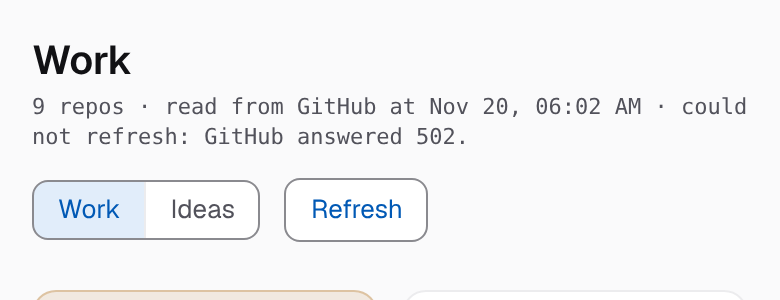 Work
9 repos · read from GitHub at Nov 20, 06:02 AM · could
not refresh: GitHub answered 502.
Work Ideas Refresh